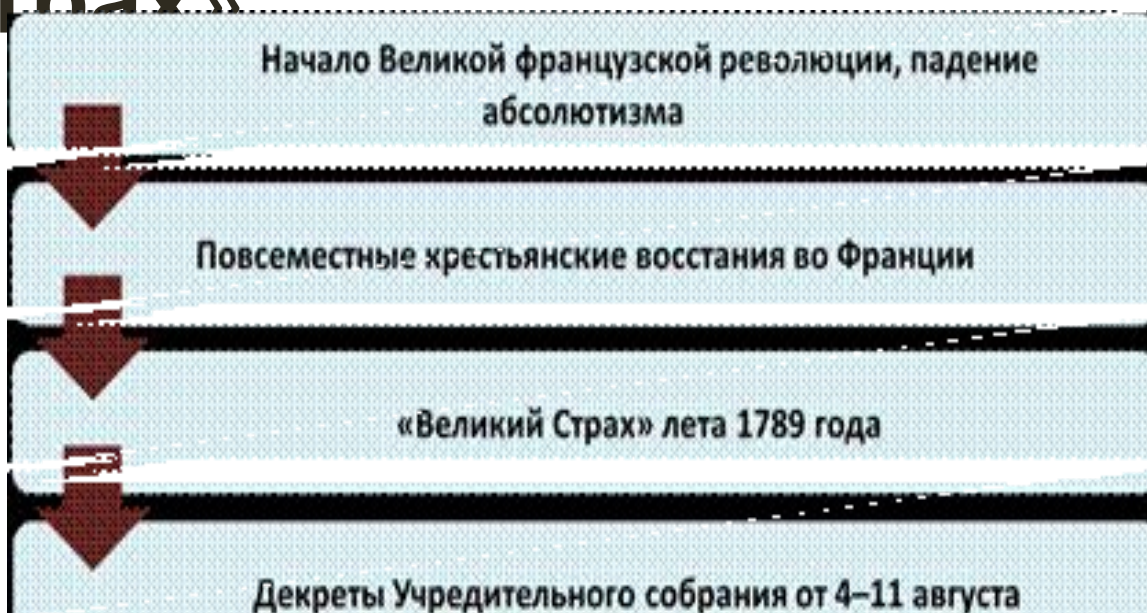 Начало Великой французской революции, падение
абсолютизма
Повсеместные крестьянские восстания во Франции
«Великий Страх» лета 1789 года
Декреты Учредительного собрания от 4–11 августа